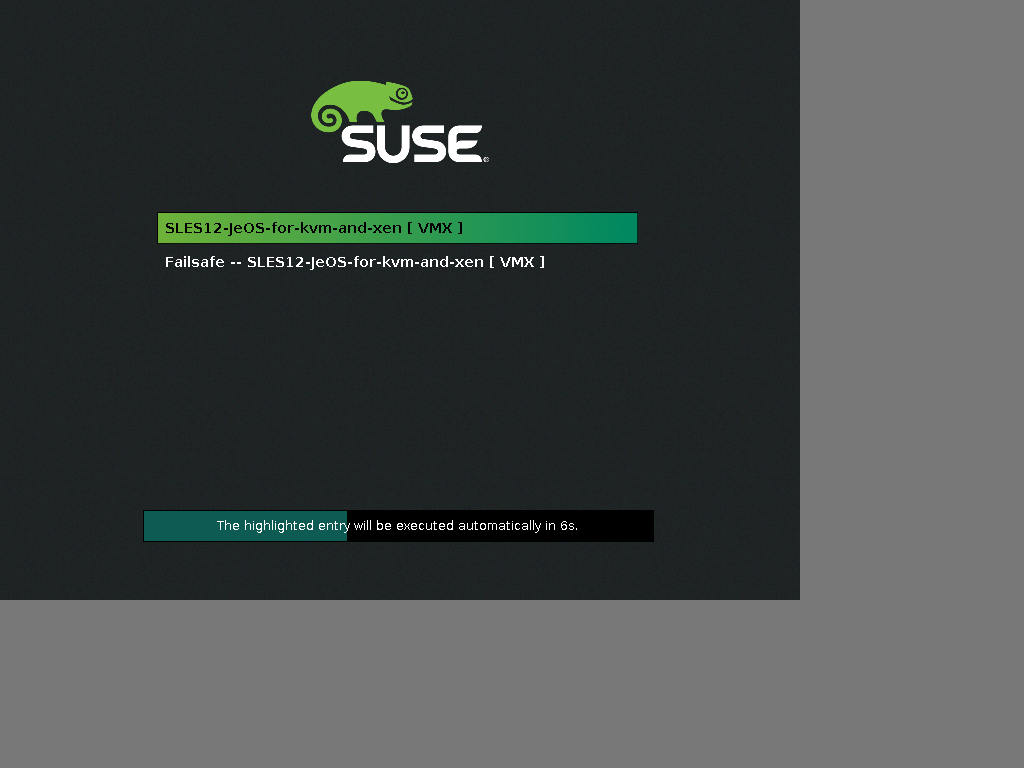 SUSE®
SLES12-JeOS-for-kvm-and-xen [ VMX ]
Failsafe -- SLES12-JeOS-for-kvm-and-xen [ VMX ]
The highlighted entry will be executed automatically in 6s.